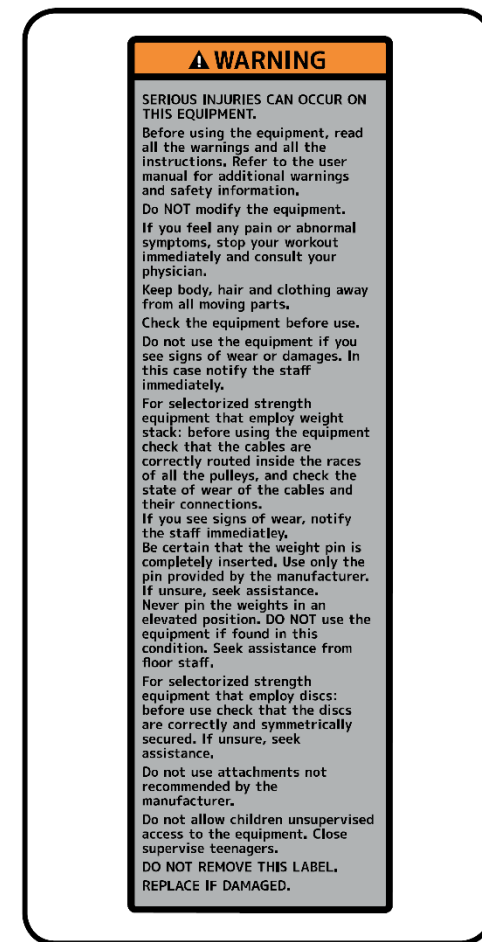 ⚠ WARNING
SERIOUS INJURIES CAN OCCUR ON
THIS EQUIPMENT.
Before using the equipment, read
all the warnings and all the
instructions. Refer to the user
manual for additional warnings
and safety information.
Do NOT modify the equipment.
If you feel any pain or abnormal
symptoms, stop your workout
immediately and consult your
physician.
Keep body, hair and clothing away
from all moving parts.
Check the equipment before use.
Do not use the equipment if you
see signs of wear or damages. In
this case notify the staff
immediately.
For selectorized strength
equipment that employ weight
stack: before using the equipment
check that the cables are
correctly routed inside the races
of all the pulleys, and check the
state of wear of the cables and
their connections.
If you see signs of wear, notify
the staff immediatley.
Be certain that the weight pin is
completely inserted. Use only the
pin provided by the manufacturer.
If unsure, seek assistance.
Never pin the weights in an
elevated position. DO NOT use the
equipment if found in this
condition. Seek assistance from
floor staff.
For selectorized strength
equipment that employ discs:
before use check that the discs
are correctly and symmetrically
secured. If unsure, seek
assistance.
Do not use attachments not
recommended by the
manufacturer.
Do not allow children unsupervised
access to the equipment. Close
supervise teenagers.
DO NOT REMOVE THIS LABEL.
REPLACE IF DAMAGED.